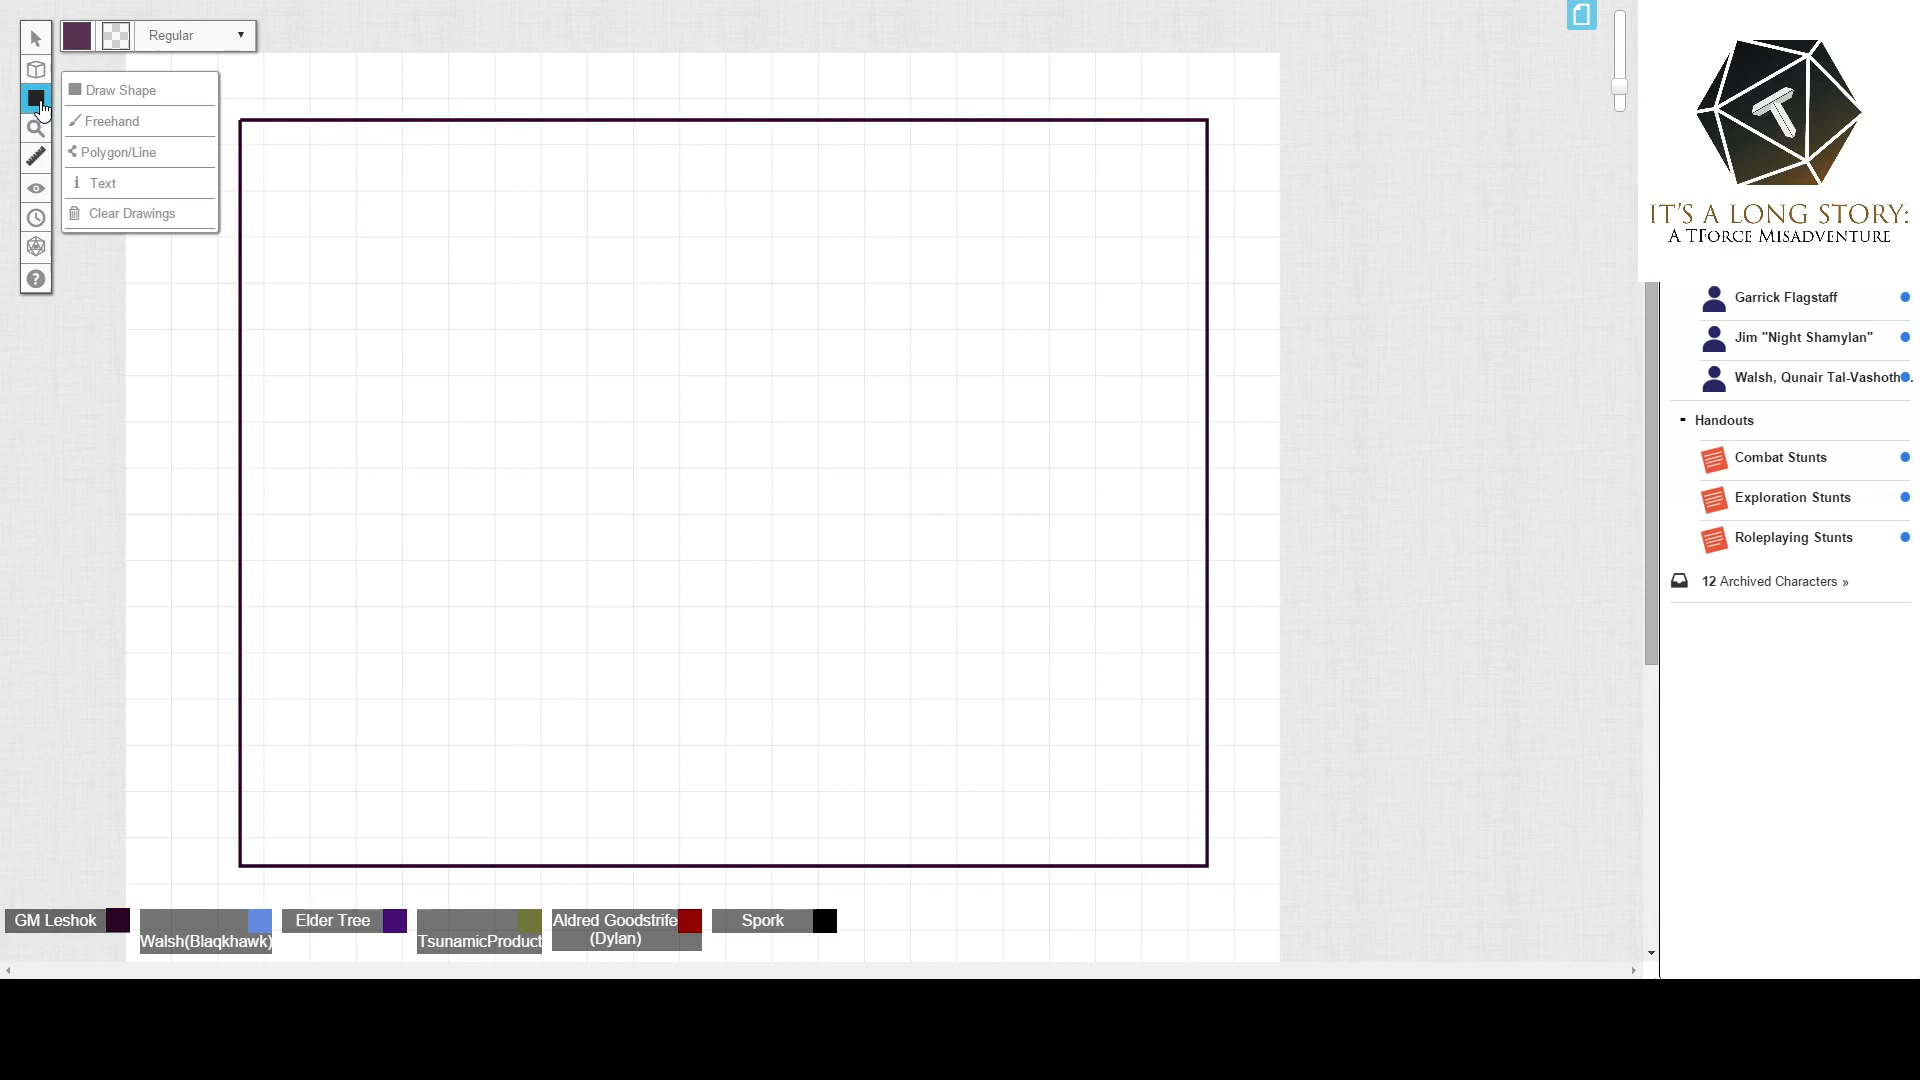 Regular
Draw Shape
Freehand
Polygon/Line
Text
Clear Drawings
IT'S A LONG STORY:
A TFORCE MISADVENTURE
Garrick Flagstaff
Jim "Night Shamylan"
Walsh, Qunair Tal-Vashoth
Handouts
Combat Stunts
Exploration Stunts
Roleplaying Stunts
12 Archived Characters »
GM Leshok
Walsh(Blaqkhawk)
Elder Tree
TsunamicProduct
Aldred Goodstrife
(Dylan)
Spork